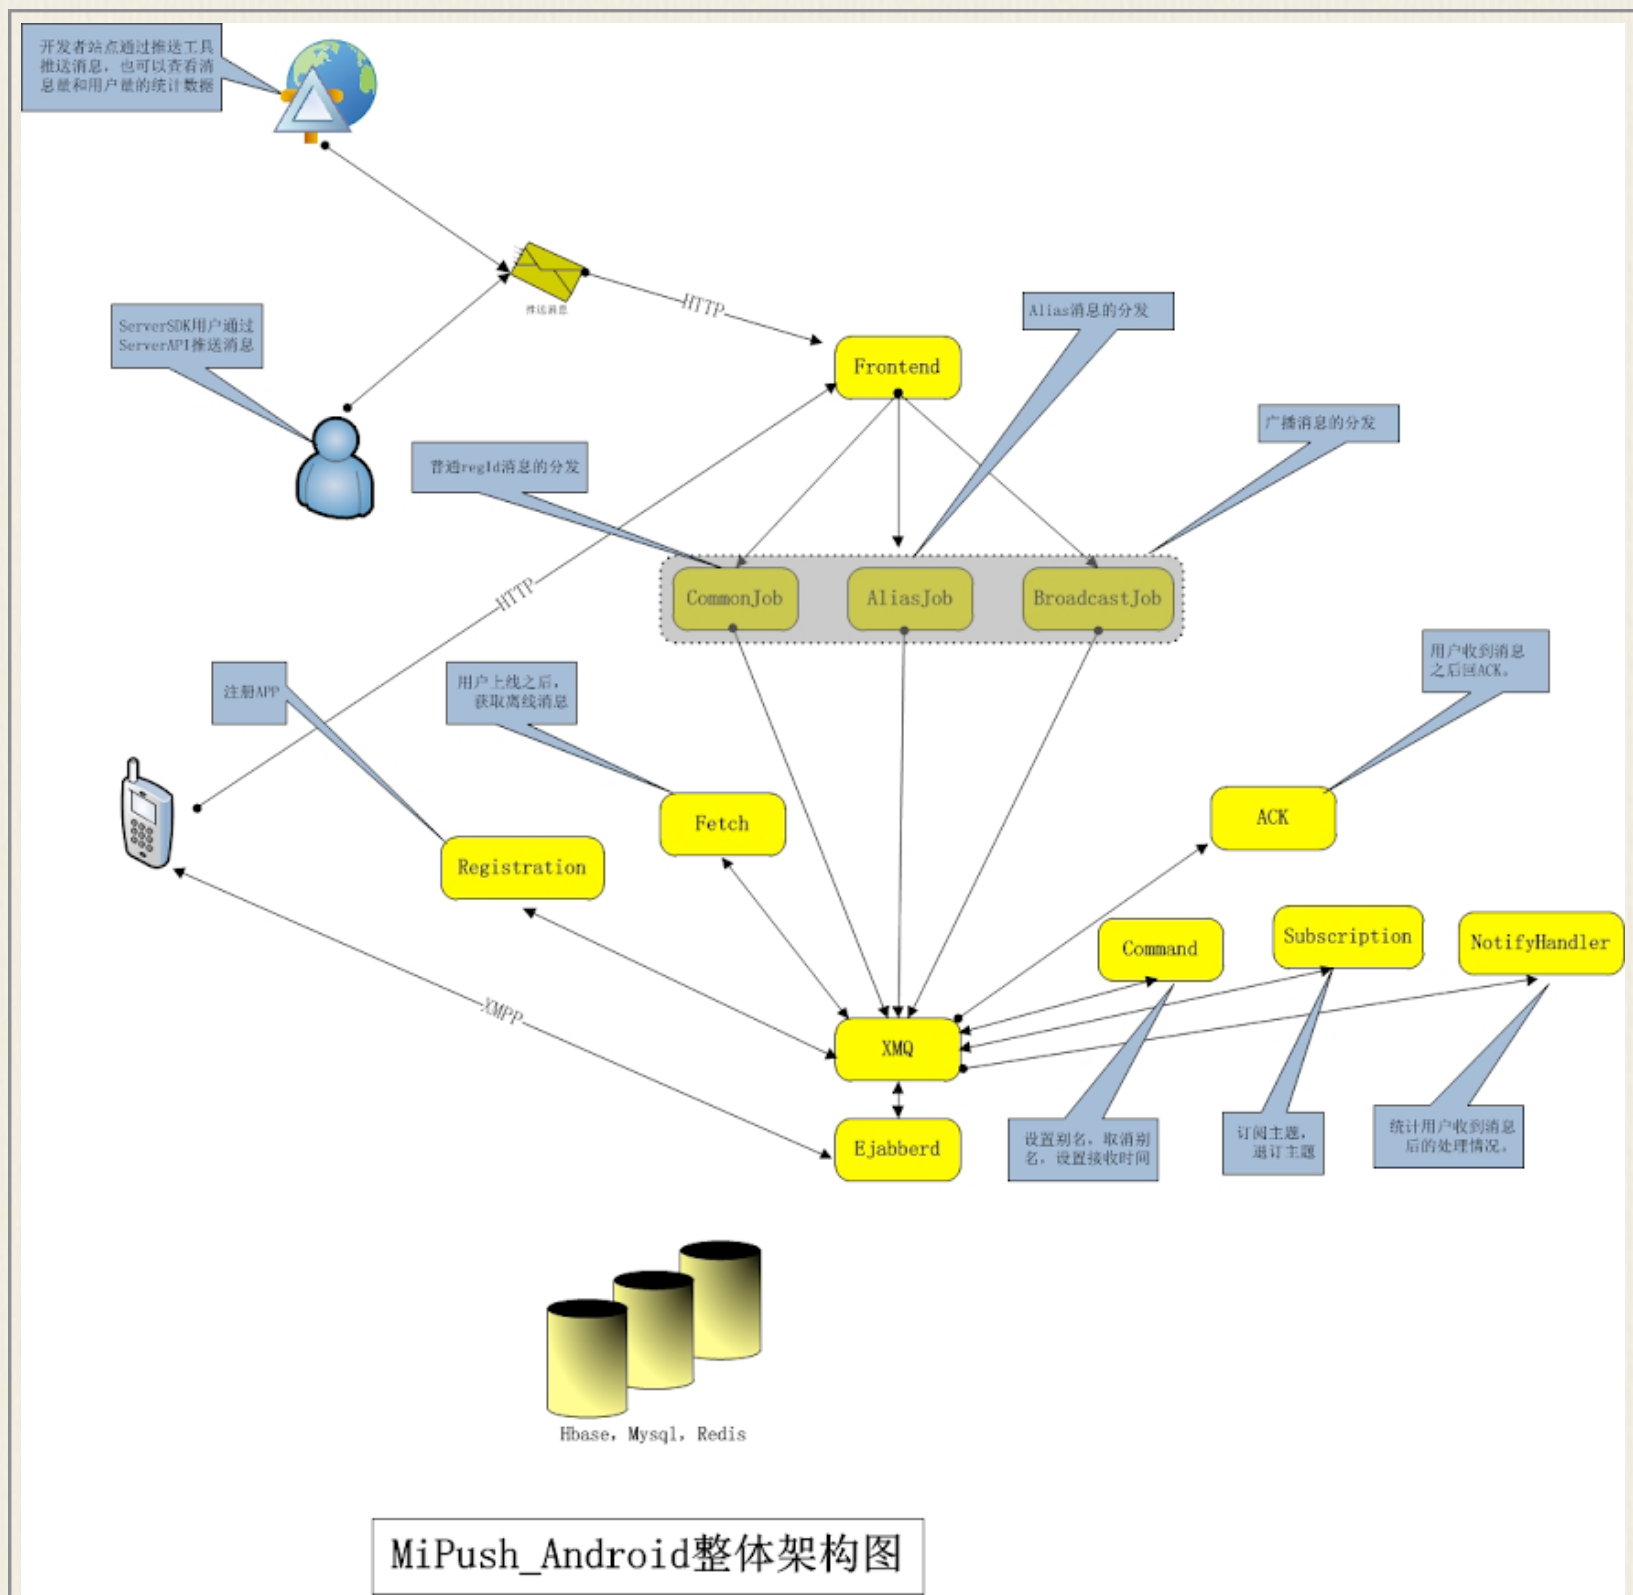 开发者站点通过推送工具
推送消息，也可以查看消
息量和用户量的统计数据
推送消息
HTTP
Alias消息的分发
ServerSDK用户通过
ServerAPI推送消息
Frontend
广播消息的分发
普通regId消息的分发
HTTP
CommonJob
AliasJob
BroadcastJob
用户收到消息
之后回ACK。
注册APP
用户上线之后，
获取离线消息
Fetch
ACK
Registration
Command
Subscription
NotifyHandler
XMPP
XMQ
Ejabberd
设置别名，取消别
名，设置接收时间
订阅主题，
退订主题
统计用户收到消息
后的处理情况。
Hbase，Mysql，Redis
MiPush_Android整体架构图